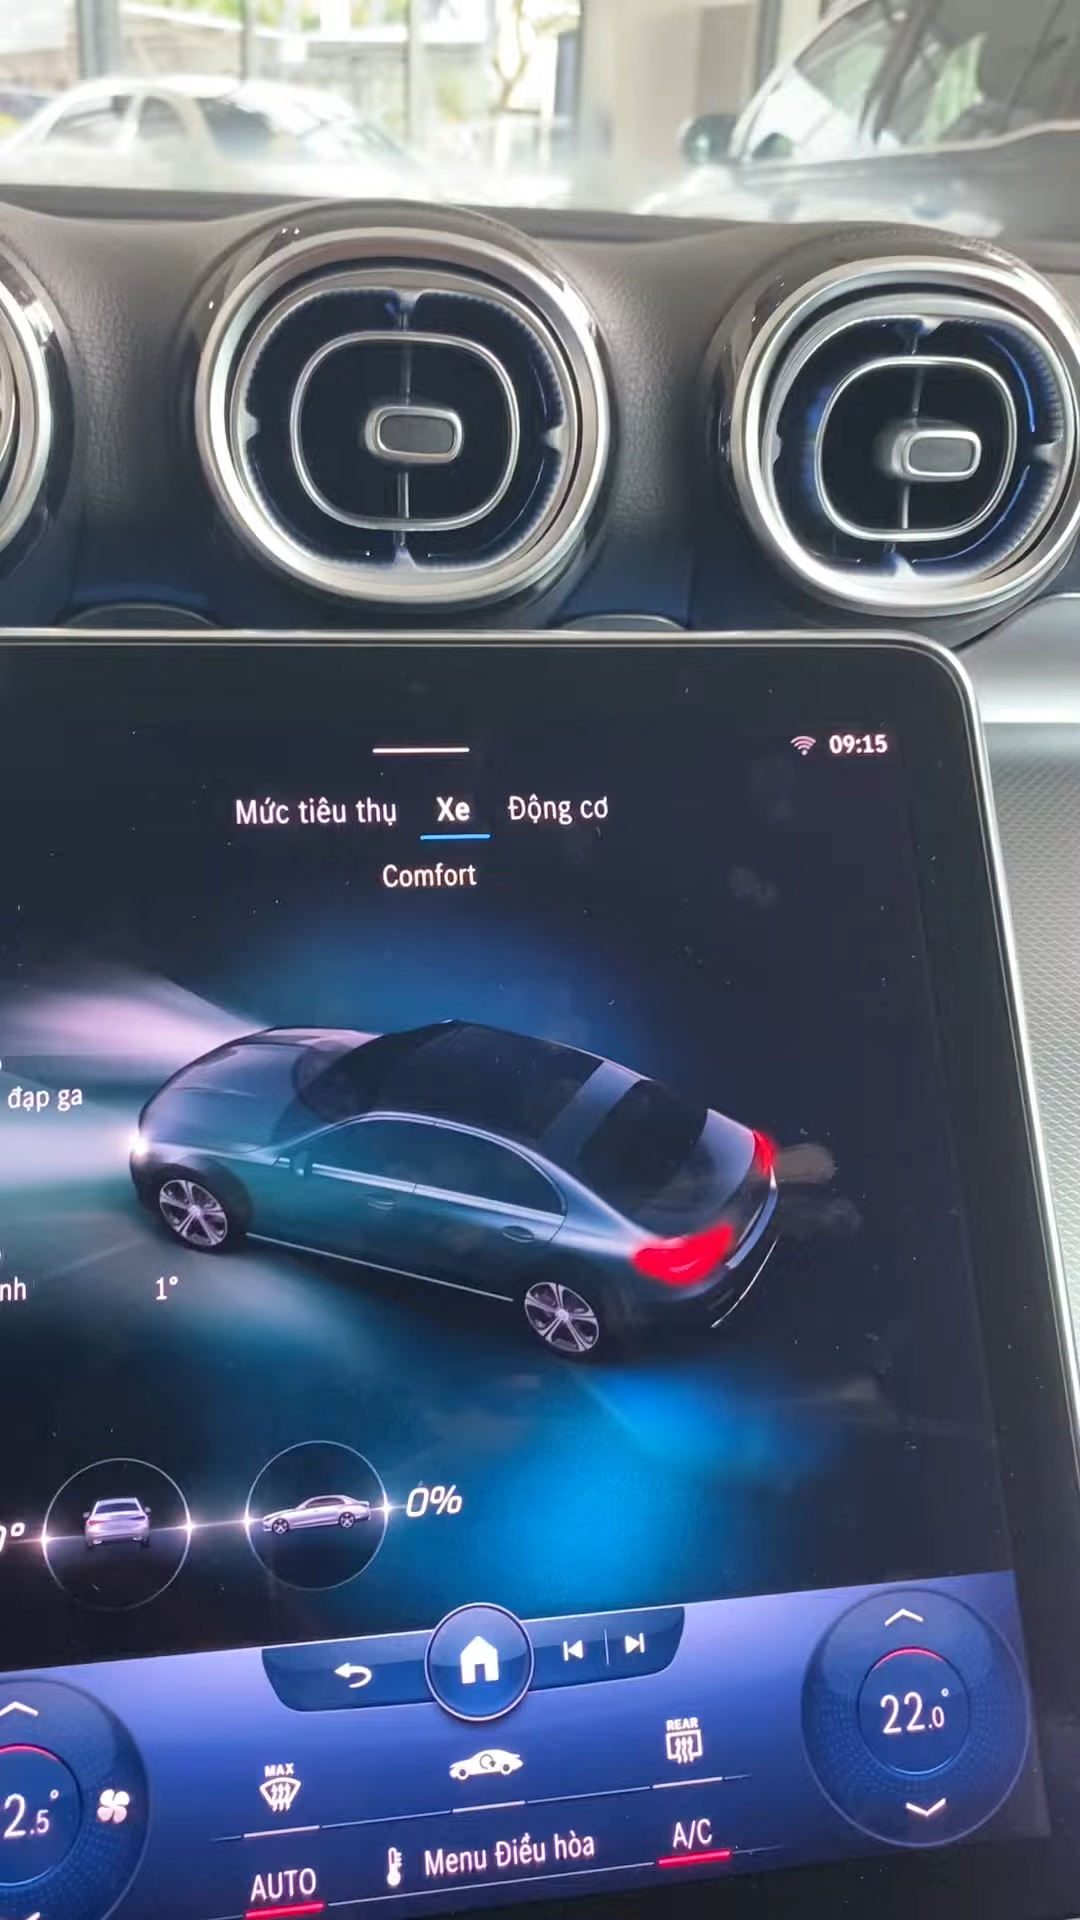 09:15
Mức tiêu thụ Xe Động cơ
Comfort
đạp ga
1°
0%
22.0°
2.5°
MAX
REAR
AUTO
Menu Điều hòa
A/C